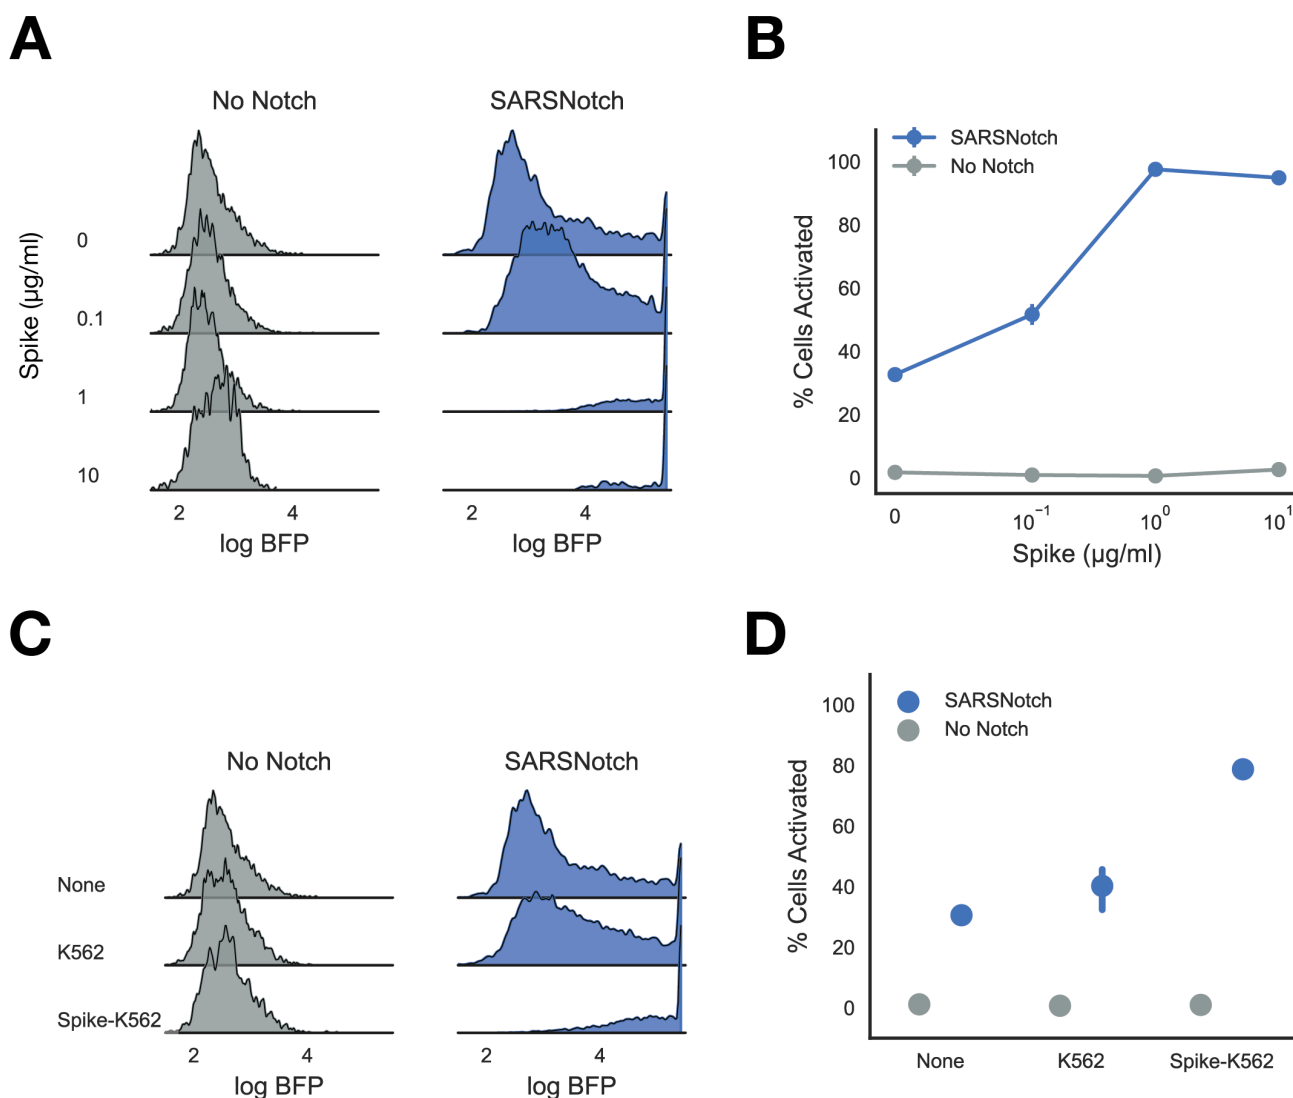 A
No Notch
SARSNotch
Spike (µg/ml)
0
0.1
1
10
2
4
log BFP
2
4
log BFP
B
SARSNotch
No Notch
% Cells Activated
100
80
60
40
20
0
0
10⁻¹
10⁰
10¹
Spike (µg/ml)
C
No Notch
SARSNotch
None
K562
Spike-K562
2
4
log BFP
2
4
log BFP
D
SARSNotch
No Notch
% Cells Activated
100
80
60
40
20
0
None
K562
Spike-K562